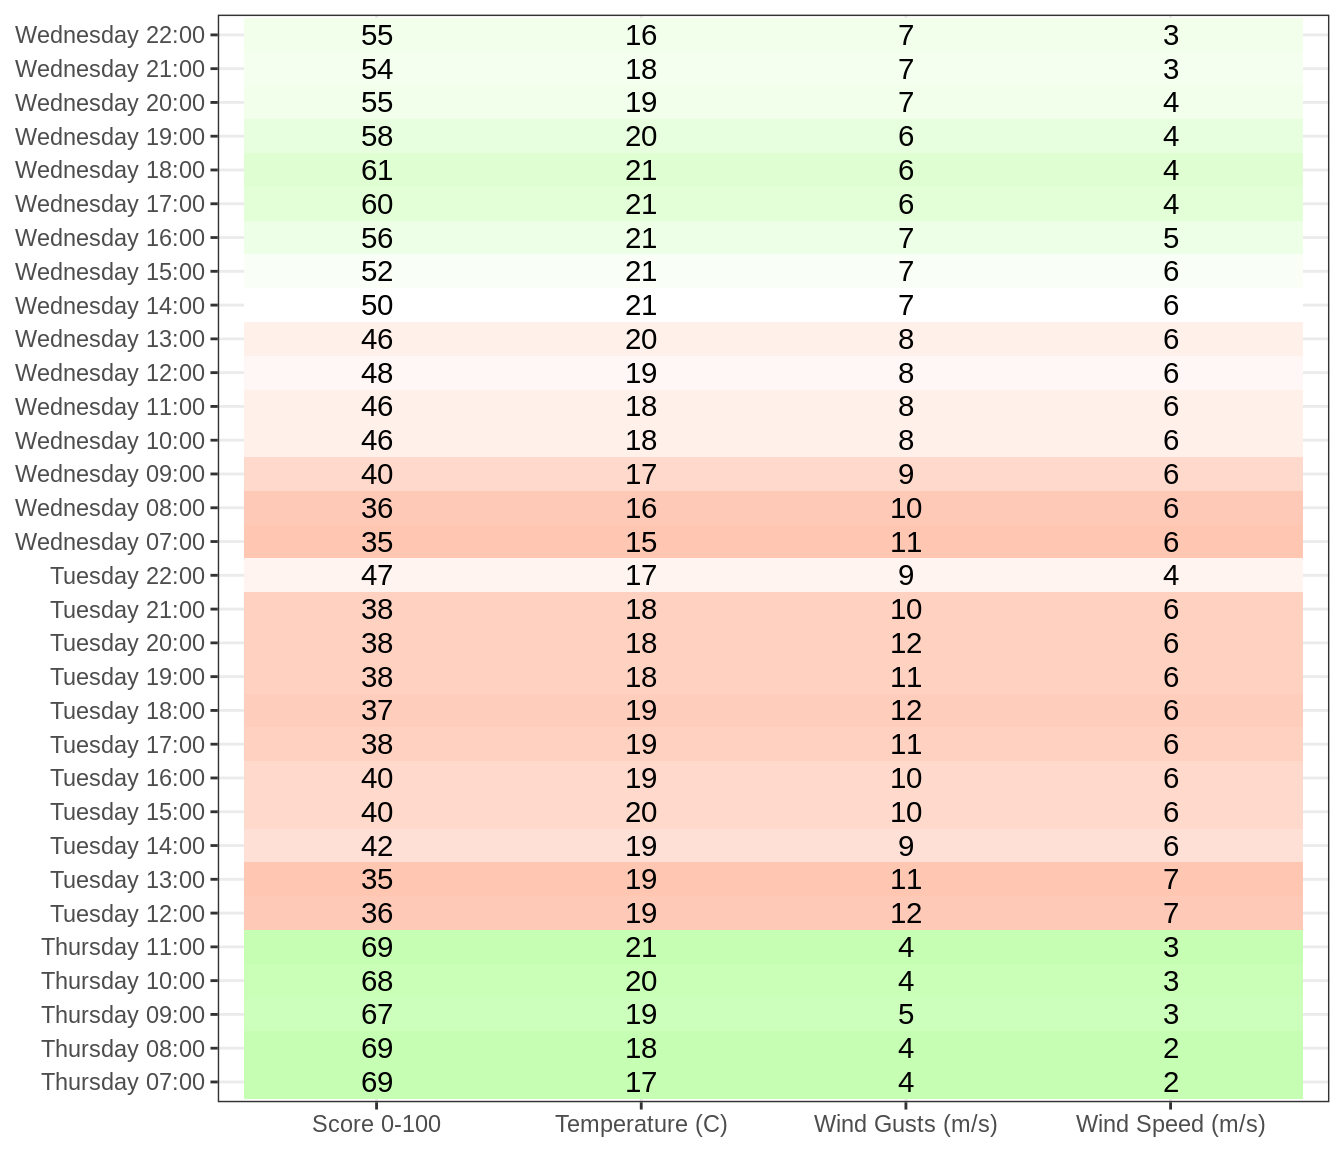 Wednesday 22:00 55 16 7 3
Wednesday 21:00 54 18 7 3
Wednesday 20:00 55 19 7 4
Wednesday 19:00 58 20 6 4
Wednesday 18:00 61 21 6 4
Wednesday 17:00 60 21 6 4
Wednesday 16:00 56 21 7 5
Wednesday 15:00 52 21 7 6
Wednesday 14:00 50 21 7 6
Wednesday 13:00 46 20 8 6
Wednesday 12:00 48 19 8 6
Wednesday 11:00 46 18 8 6
Wednesday 10:00 46 18 8 6
Wednesday 09:00 40 17 9 6
Wednesday 08:00 36 16 10 6
Wednesday 07:00 35 15 11 6
Tuesday 22:00 47 17 9 4
Tuesday 21:00 38 18 10 6
Tuesday 20:00 38 18 12 6
Tuesday 19:00 38 18 11 6
Tuesday 18:00 37 19 12 6
Tuesday 17:00 38 19 11 6
Tuesday 16:00 40 19 10 6
Tuesday 15:00 40 20 10 6
Tuesday 14:00 42 19 9 6
Tuesday 13:00 35 19 11 7
Tuesday 12:00 36 19 12 7
Thursday 11:00 69 21 4 3
Thursday 10:00 68 20 4 3
Thursday 09:00 67 19 5 3
Thursday 08:00 69 18 4 2
Thursday 07:00 69 17 4 2
Score 0-100 Temperature (C) Wind Gusts (m/s) Wind Speed (m/s)